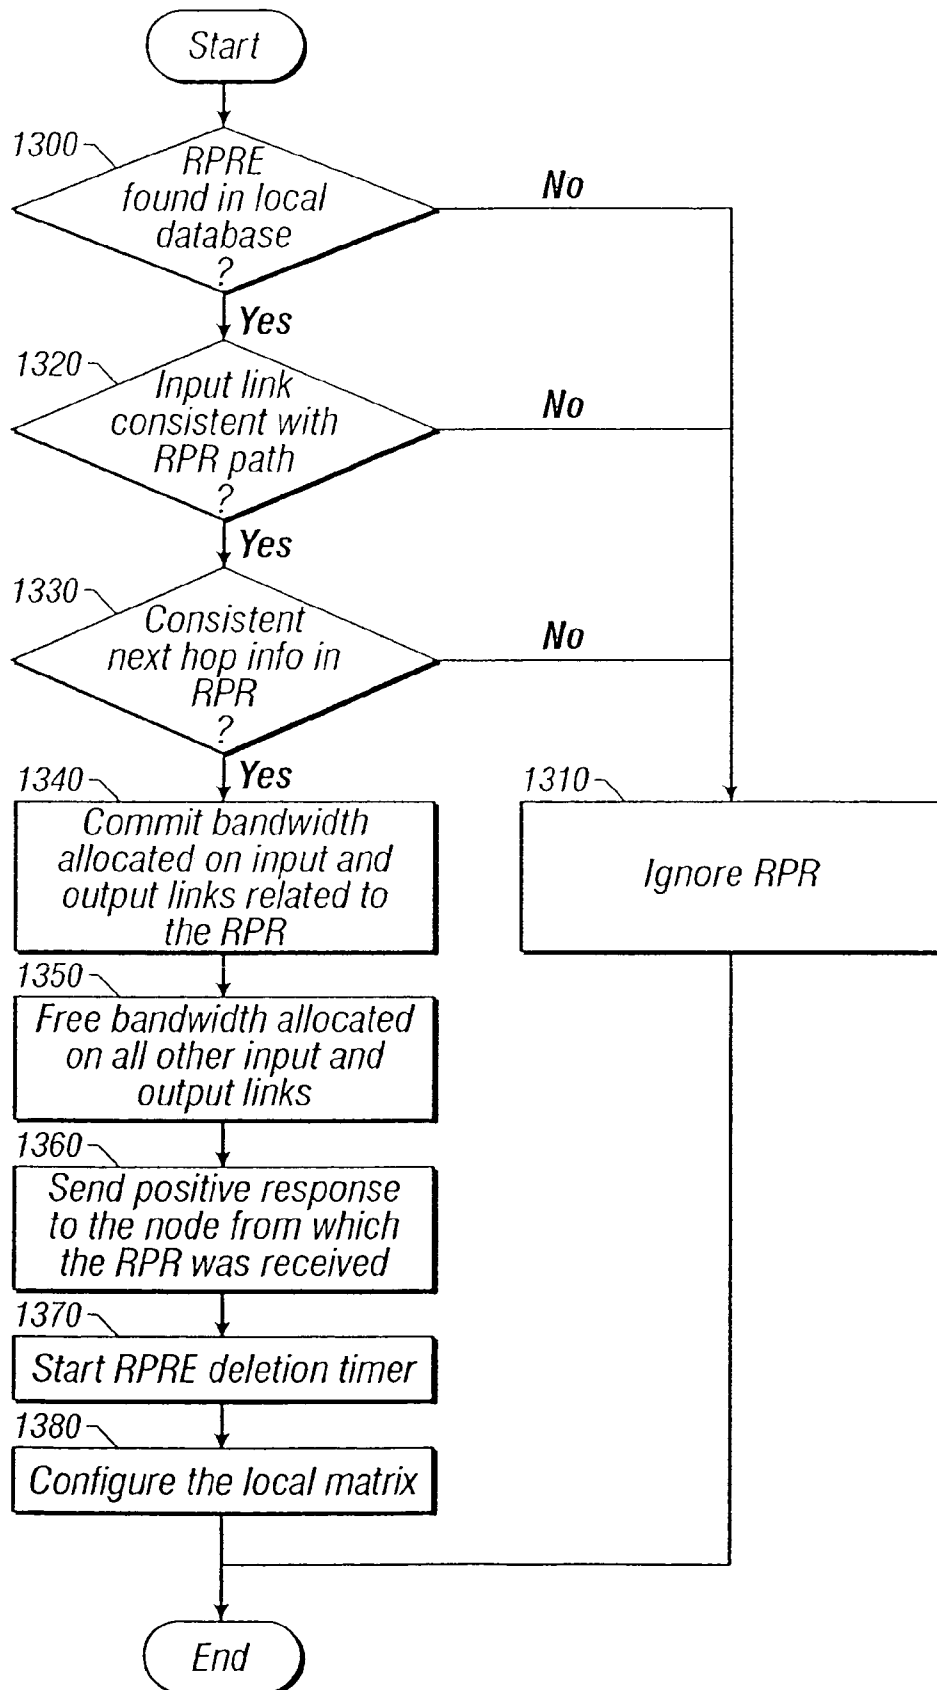 Start
1300
RPRE
found in local
database
?
No
Yes
1320
Input link
consistent with
RPR path
?
No
Yes
1330
Consistent
next hop info in
RPR
?
No
Yes
1340
Commit bandwidth
allocated on input and
output links related to
the RPR
1310
Ignore RPR
1350
Free bandwidth allocated
on all other input and
output links
1360
Send positive response
to the node from which
the RPR was received
1370
Start RPRE deletion timer
1380
Configure the local matrix
End